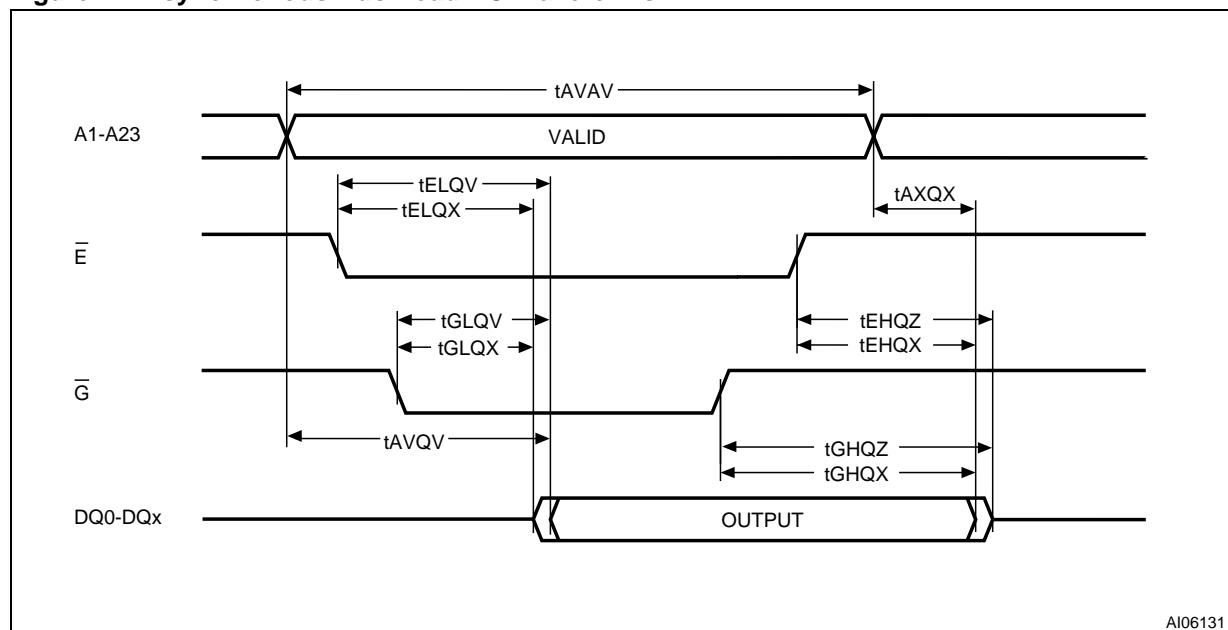 tAVAV
A1-A23
VALID
tELQV
tELQX
tAXQX
E
tGLQV
tGLQX
tEHQZ
tEHQX
G
tAVQV
tGHQZ
tGHQX
DQ0-DQx
OUTPUT
AI06131